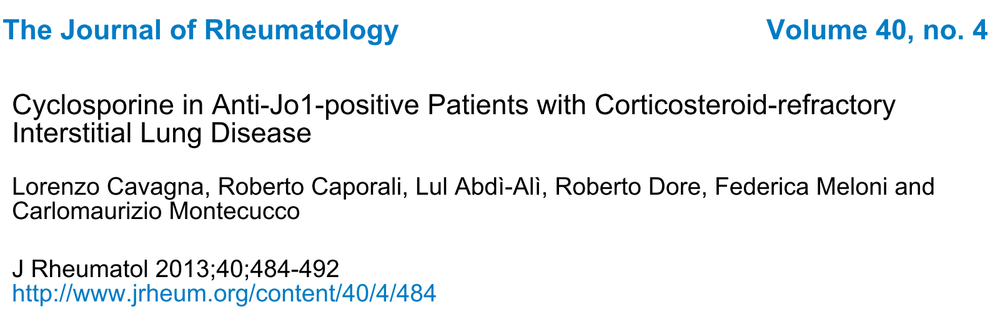 The Journal of Rheumatology Volume 40, no. 4
Cyclosporine in Anti-Jo1-positive Patients with Corticosteroid-refractory
Interstitial Lung Disease
Lorenzo Cavagna, Roberto Caporali, Lul Abdì-Alì, Roberto Dore, Federica Meloni and
Carlomaurizio Montecucco
J Rheumatol 2013;40;484-492
http://www.jrheum.org/content/40/4/484